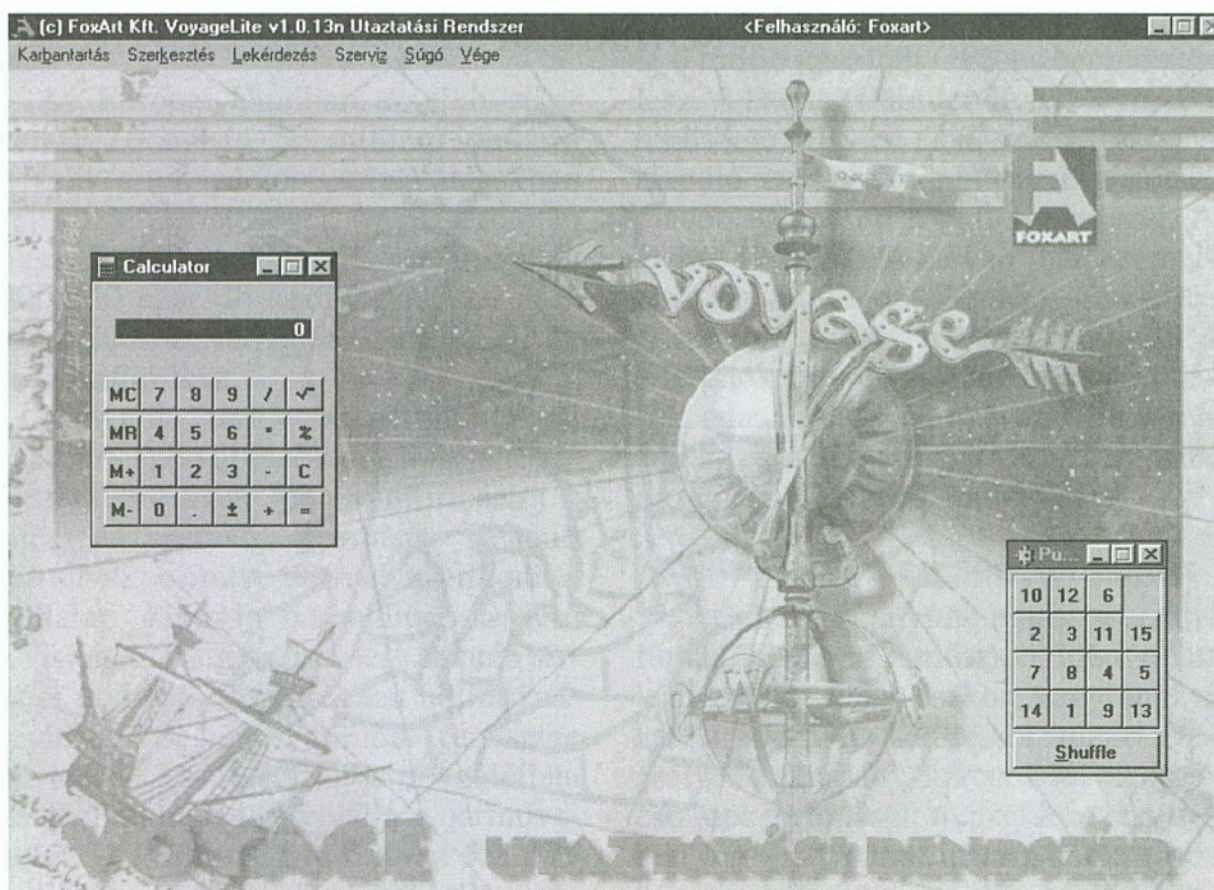 (c) FoxArt Kft. VoyageLite v1.0.13n Utaztatási Rendszer <Felhasználó: Foxart>
Karbantartás Szerkesztés Lekérdezés Szerviz Súgó Vége
FOXART
voyage
Calculator
0
MC 7 8 9 / √
MR 4 5 6 * %
M+ 1 2 3 - C
M- 0 . ± + =
Pu...
10 12 6
2 3 11 15
7 8 4 5
14 1 9 13
Shuffle
VOYAGE UTAZTATÁSI RENDSZER